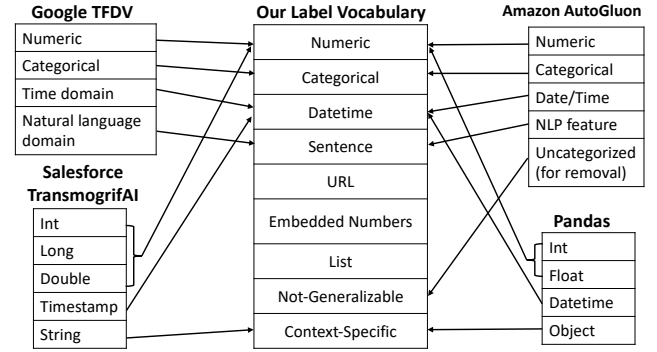 Google TFDV
Numeric
Categorical
Time domain
Natural language
domain
Salesforce
TransmogrifAI
Int
Long
Double
Timestamp
String
Our Label Vocabulary
Numeric
Categorical
Datetime
Sentence
URL
Embedded Numbers
List
Not-Generalizable
Context-Specific
Amazon AutoGluon
Numeric
Categorical
Date/Time
NLP feature
Uncategorized
(for removal)
Pandas
Int
Float
Datetime
Object